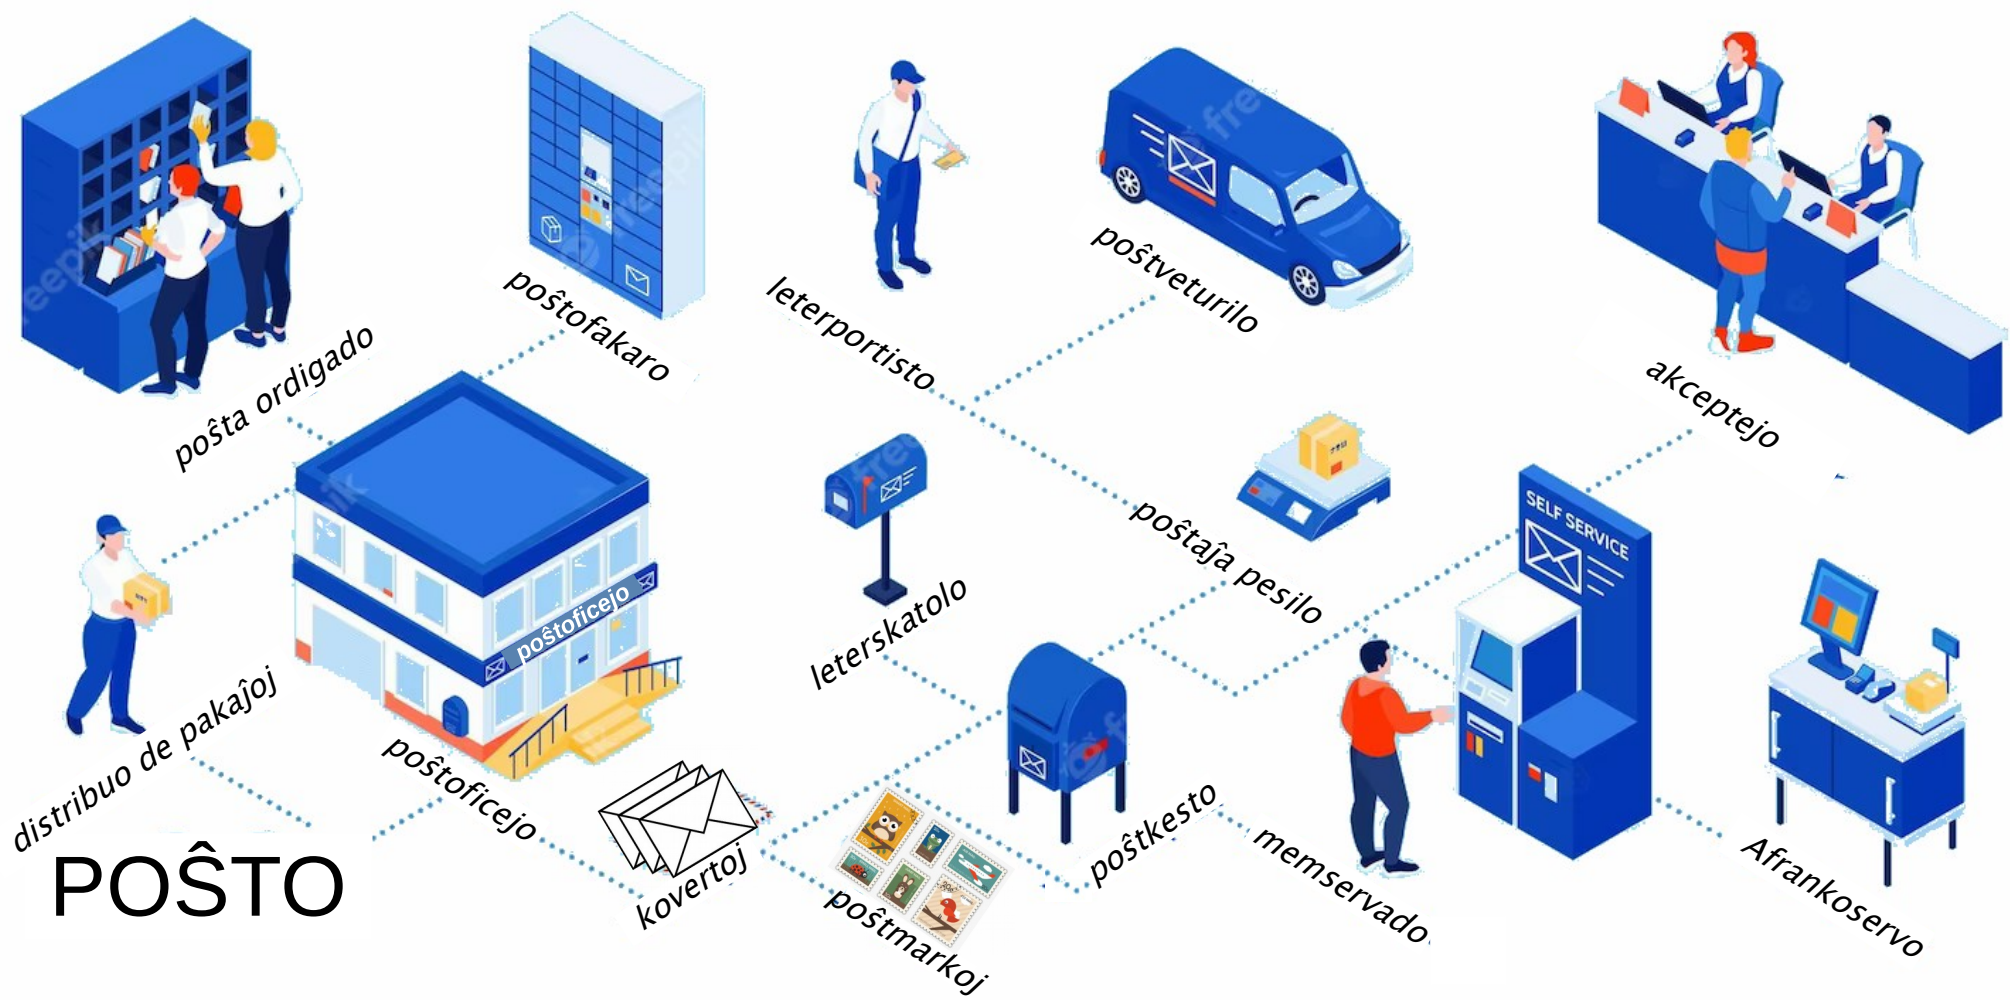 poŝta ordigado
poŝtofakaro
leterportisto
poŝtveturilo
akceptejo
distribuo de pakaĵoj
poŝtoficejo
poŝtoficejo
leterskatolo
poŝtaĵa pesilo
SELF SERVICE
kovertoj
poŝtmarkoj
poŝtkesto
memservado
Afrankoservo
POŜTO
freepik